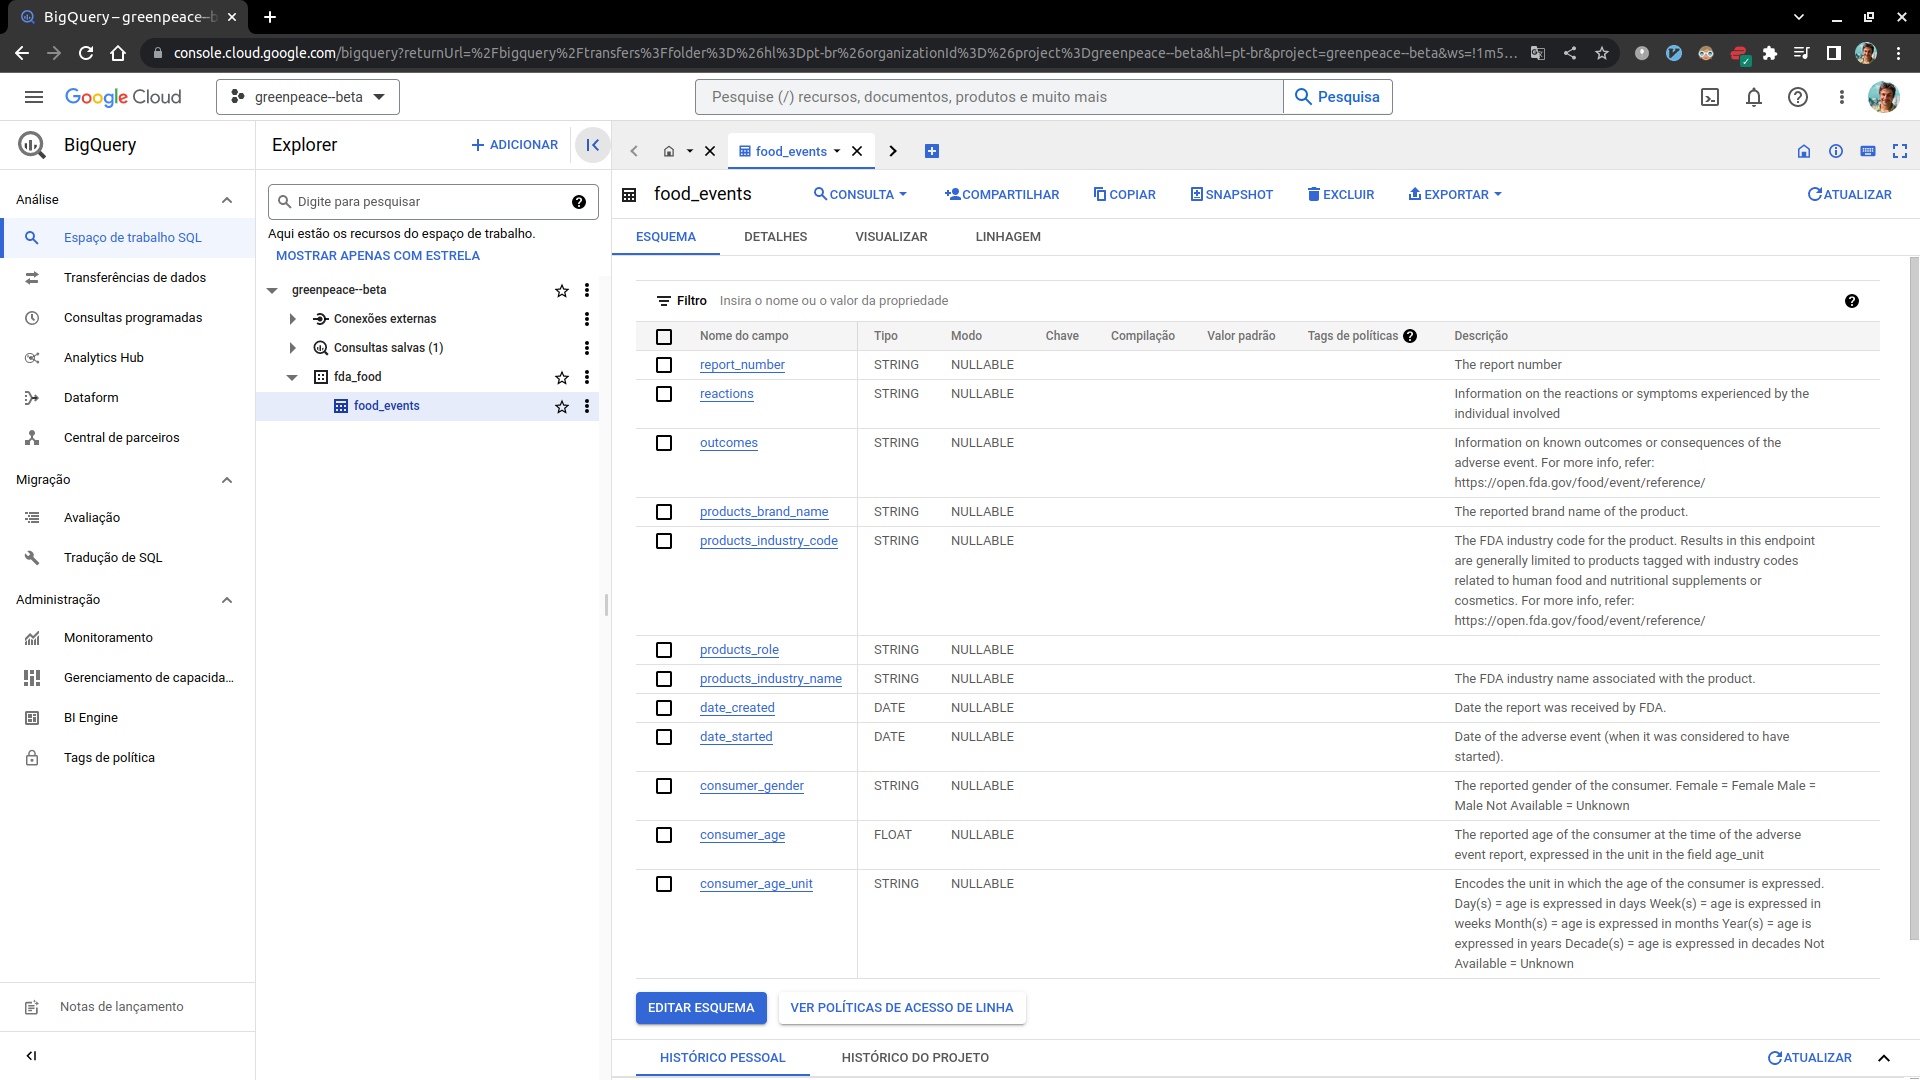 BigQuery – greenpeace--b
console.cloud.google.com/bigquery?returnUrl=%2Fbigquery%2Ftransfers%3Ffolder%3D%26hl%3Dpt-br%26organizationId%3D%26project%3Dgreenpeace--beta&hl=pt-br&project=greenpeace--beta&ws=!1m5...
Google Cloud
greenpeace--beta
Pesquise (/) recursos, documentos, produtos e muito mais
Pesquisa
BigQuery
Análise
Espaço de trabalho SQL
Transferências de dados
Consultas programadas
Analytics Hub
Dataform
Central de parceiros
Migração
Avaliação
Tradução de SQL
Administração
Monitoramento
Gerenciamento de capacida...
BI Engine
Tags de política
Notas de lançamento
Explorer
ADICIONAR
Digite para pesquisar
Aqui estão os recursos do espaço de trabalho.
MOSTRAR APENAS COM ESTRELA
greenpeace--beta
Conexões externas
Consultas salvas (1)
fda_food
food_events
food_events
food_events
CONSULTA
COMPARTILHAR
COPIAR
SNAPSHOT
EXCLUIR
EXPORTAR
ATUALIZAR
ESQUEMA DETALHES VISUALIZAR LINHAGEM
Filtro Insira o nome ou o valor da propriedade
Nome do campo Tipo Modo Chave Compilação Valor padrão Tags de políticas Descrição
report_number STRING NULLABLE The report number
reactions STRING NULLABLE Information on the reactions or symptoms experienced by the
individual involved
outcomes STRING NULLABLE Information on known outcomes or consequences of the
adverse event. For more info, refer:
https://open.fda.gov/food/event/reference/
products_brand_name STRING NULLABLE The reported brand name of the product.
products_industry_code STRING NULLABLE The FDA industry code for the product. Results in this endpoint
are generally limited to products tagged with industry codes
related to human food and nutritional supplements or
cosmetics. For more info, refer:
https://open.fda.gov/food/event/reference/
products_role STRING NULLABLE
products_industry_name STRING NULLABLE The FDA industry name associated with the product.
date_created DATE NULLABLE Date the report was received by FDA.
date_started DATE NULLABLE Date of the adverse event (when it was considered to have
started).
consumer_gender STRING NULLABLE The reported gender of the consumer. Female = Female Male =
Male Not Available = Unknown
consumer_age FLOAT NULLABLE The reported age of the consumer at the time of the adverse
event report, expressed in the unit in the field age_unit
consumer_age_unit STRING NULLABLE Encodes the unit in which the age of the consumer is expressed.
Day(s) = age is expressed in days Week(s) = age is expressed in
weeks Month(s) = age is expressed in months Year(s) = age is
expressed in years Decade(s) = age is expressed in decades Not
Available = Unknown
EDITAR ESQUEMA VER POLÍTICAS DE ACESSO DE LINHA
HISTÓRICO PESSOAL HISTÓRICO DO PROJETO ATUALIZAR